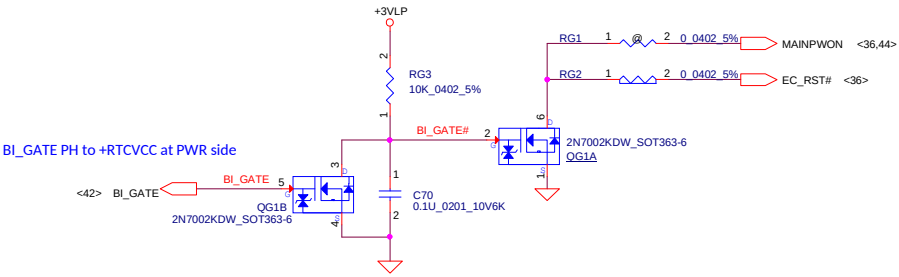 +3VLP
RG1 1 @ 2 0_0402_5% MAINPWON <36,44>
RG2 1 2 0_0402_5% EC_RST# <36>
2
RG3
10K_0402_5%
1
BI_GATE# 2 G
6 D
2N7002KDW_SOT363-6
QG1A
S 1
BI_GATE PH to +RTCVCC at PWR side
3 D
<42> BI_GATE BI_GATE 5 G
QG1B
2N7002KDW_SOT363-6
S 4
1
C70
0.1U_0201_10V6K
2